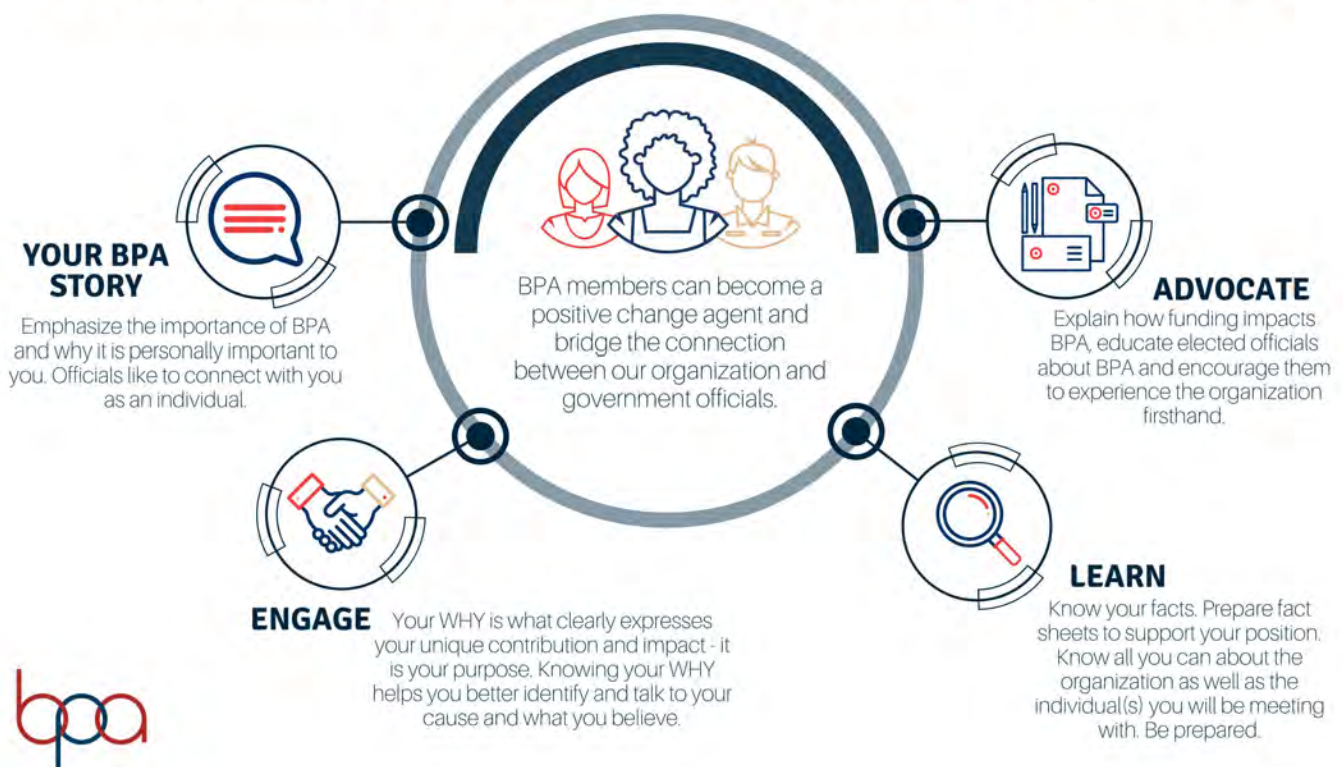 BPA members can become a
positive change agent and
bridge the connection
between our organization and
government officials.
YOUR BPA
STORY
Emphasize the importance of BPA
and why it is personally important to
you. Officials like to connect with you
as an individual.
ADVOCATE
Explain how funding impacts
BPA, educate elected officials
about BPA and encourage them
to experience the organization
firsthand.
ENGAGE
Your WHY is what clearly expresses
your unique contribution and impact - it
is your purpose. Knowing your WHY
helps you better identify and talk to your
cause and what you believe.
LEARN
Know your facts. Prepare fact
sheets to support your position.
Know all you can about the
organization as well as the
individual(s) you will be meeting
with. Be prepared.
bpa